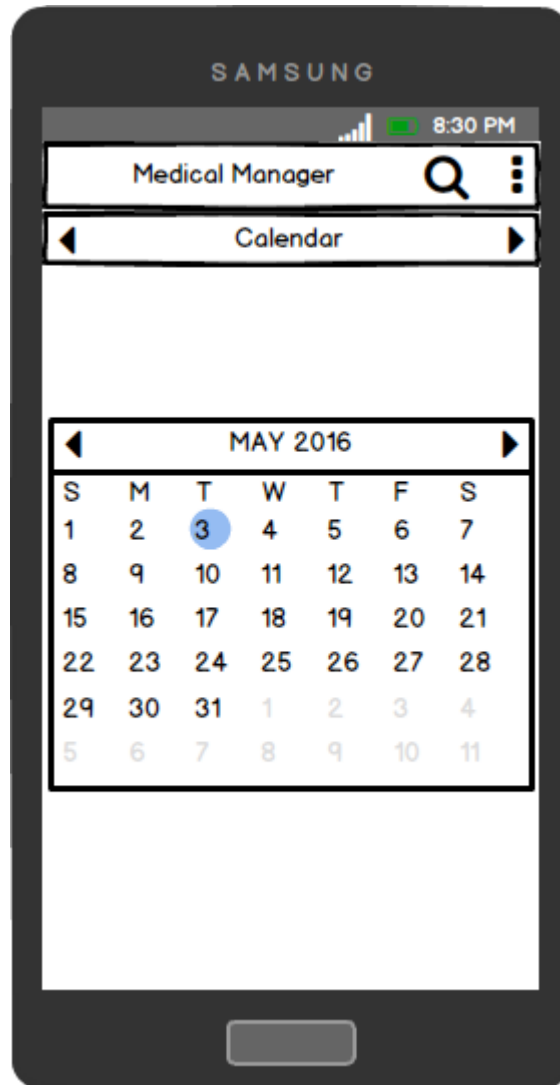 SAMSUNG
8:30 PM
Medical Manager
Calendar
MAY 2016
S M T W T F S
1 2 3 4 5 6 7
8 9 10 11 12 13 14
15 16 17 18 19 20 21
22 23 24 25 26 27 28
29 30 31 1 2 3 4
5 6 7 8 9 10 11